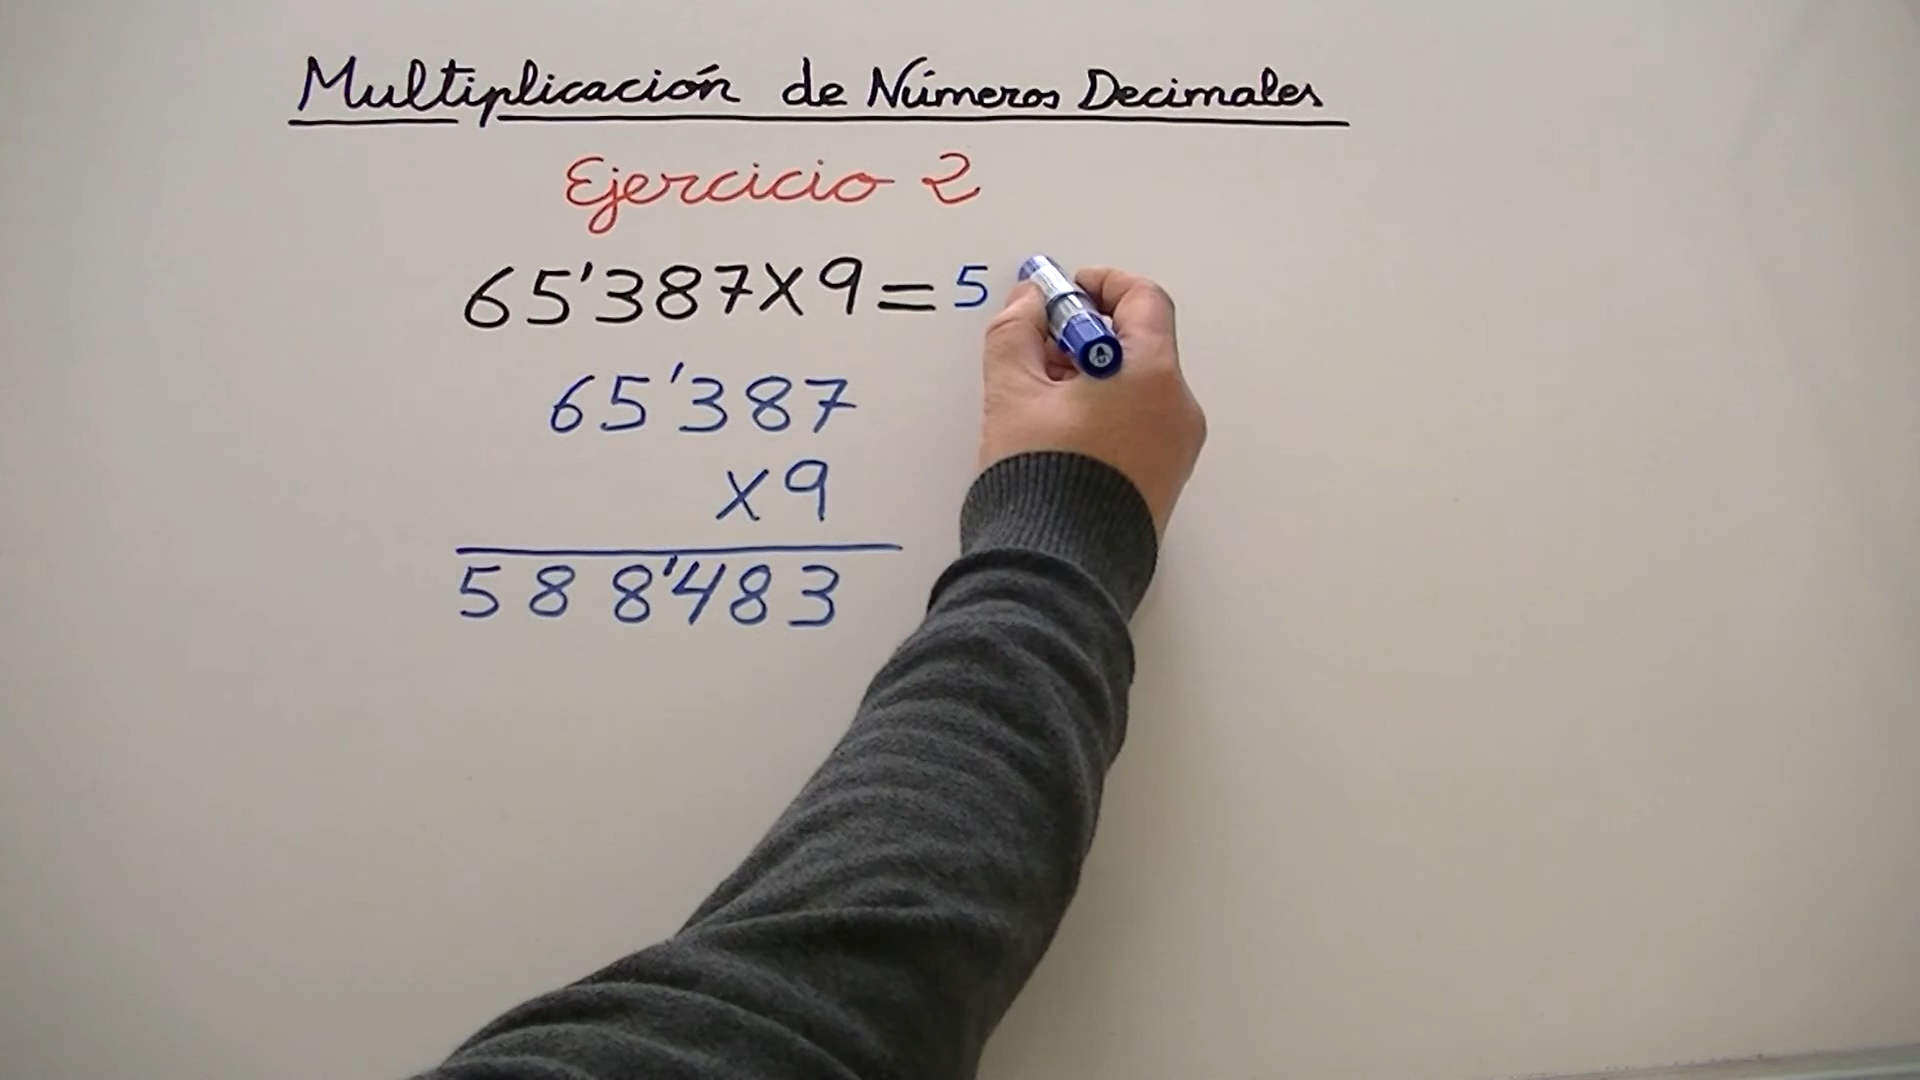 Multiplicación de Números Decimales
Ejercicio 2
65'387x9=5
65'387
x9
588'483